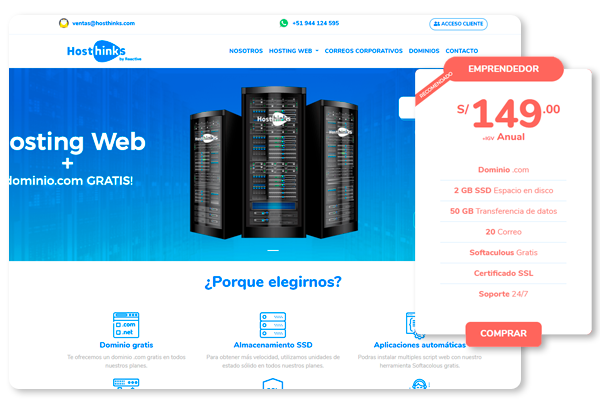 ventas@hosthinks.com
+51 944 124 595
ACCESO CLIENTE
Hosthinks
by Reactive
NOSOTROS
HOSTING WEB
CORREOS CORPORATIVOS
DOMINIOS
CONTACTO
osting Web
+
dominio.com GRATIS!
Hosthinks
RECOMENDADO
EMPRENDEDOR
S/ 149.00
+IGV Anual
Dominio .com
2 GB SSD Espacio en disco
50 GB Transferencia de datos
20 Correo
Softaculous Gratis
Certificado SSL
Soporte 24/7
COMPRAR
¿Porque elegirnos?
.com
.net
Dominio gratis
Te ofrecemos un dominio .com gratis en todos
nuestros planes.
Almacenamiento SSD
Para obtener más velocidad, utilizamos unidades de
estado sólido en todos nuestros planes.
Aplicaciones automáticas
Podras instalar multiples script web con nuestro
herramienta Softaculous gratis.